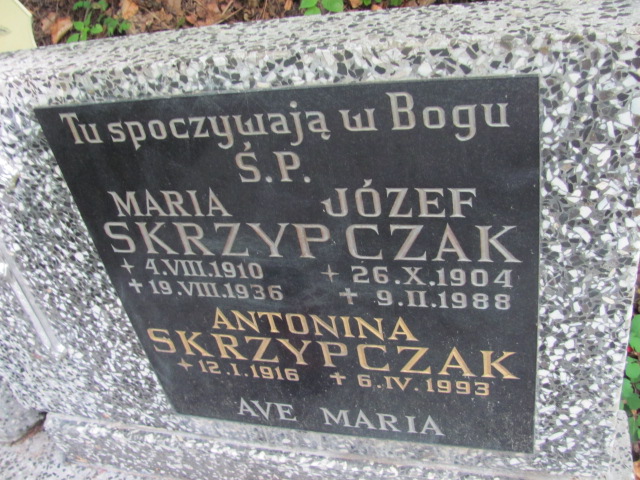 Tu spoczywają w Bogu
Ś.P.
MARIA JÓZEF
SKRZYPCZAK
+ 4.VIII.1910 + 26.X.1904
+ 19.VIII.1936 + 9.II.1988
ANTONINA
SKRZYPCZAK
+ 12.I.1916 + 6.IV.1993
AVE MARIA